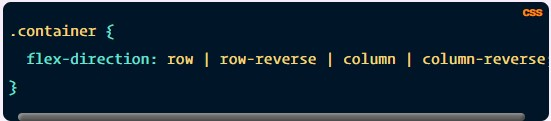 CSS
.container {
flex-direction: row | row-reverse | column | column-reverse;
}